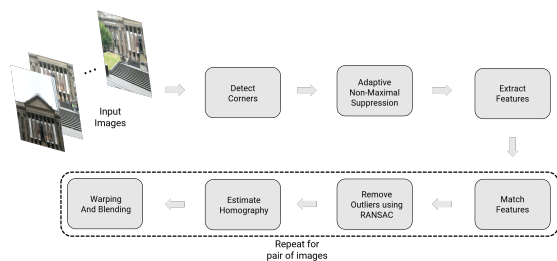 Input
Images
Detect
Corners
Adaptive
Non-Maximal
Suppression
Extract
Features
Match
Features
Remove
Outliers using
RANSAC
Estimate
Homography
Warping
And Blending
Repeat for
pair of images